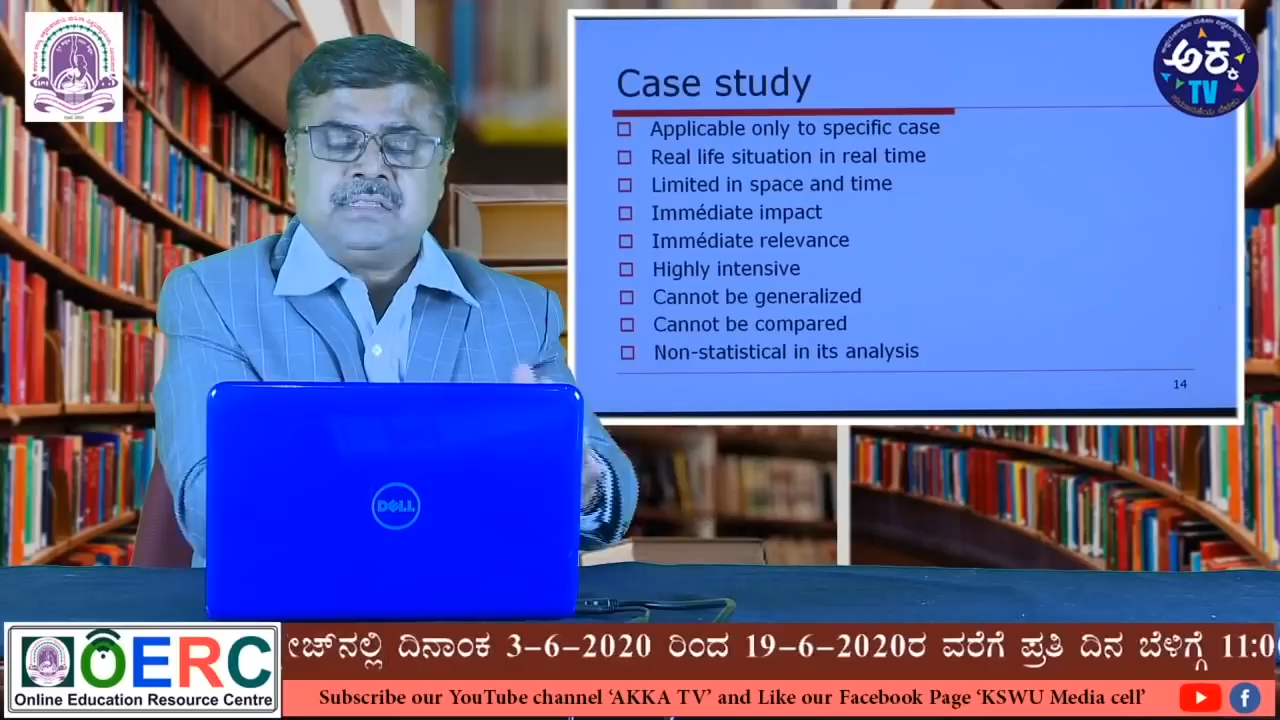 Case study
Applicable only to specific case
Real life situation in real time
Limited in space and time
Immédiate impact
Immédiate relevance
Highly intensive
Cannot be generalized
Cannot be compared
Non-statistical in its analysis
14
ಅಕ್ಕ
TV
DELL
ೇಜ್‌ನಲ್ಲಿ ದಿನಾಂಕ 3-6-2020 ರಿಂದ 19-6-2020ರ ವರೆಗೆ ಪ್ರತಿ ದಿನ ಬೆಳಿಗ್ಗೆ 11:0
OERC
Online Education Resource Centre
Subscribe our YouTube channel ‘AKKA TV’ and Like our Facebook Page ‘KSWU Media cell’